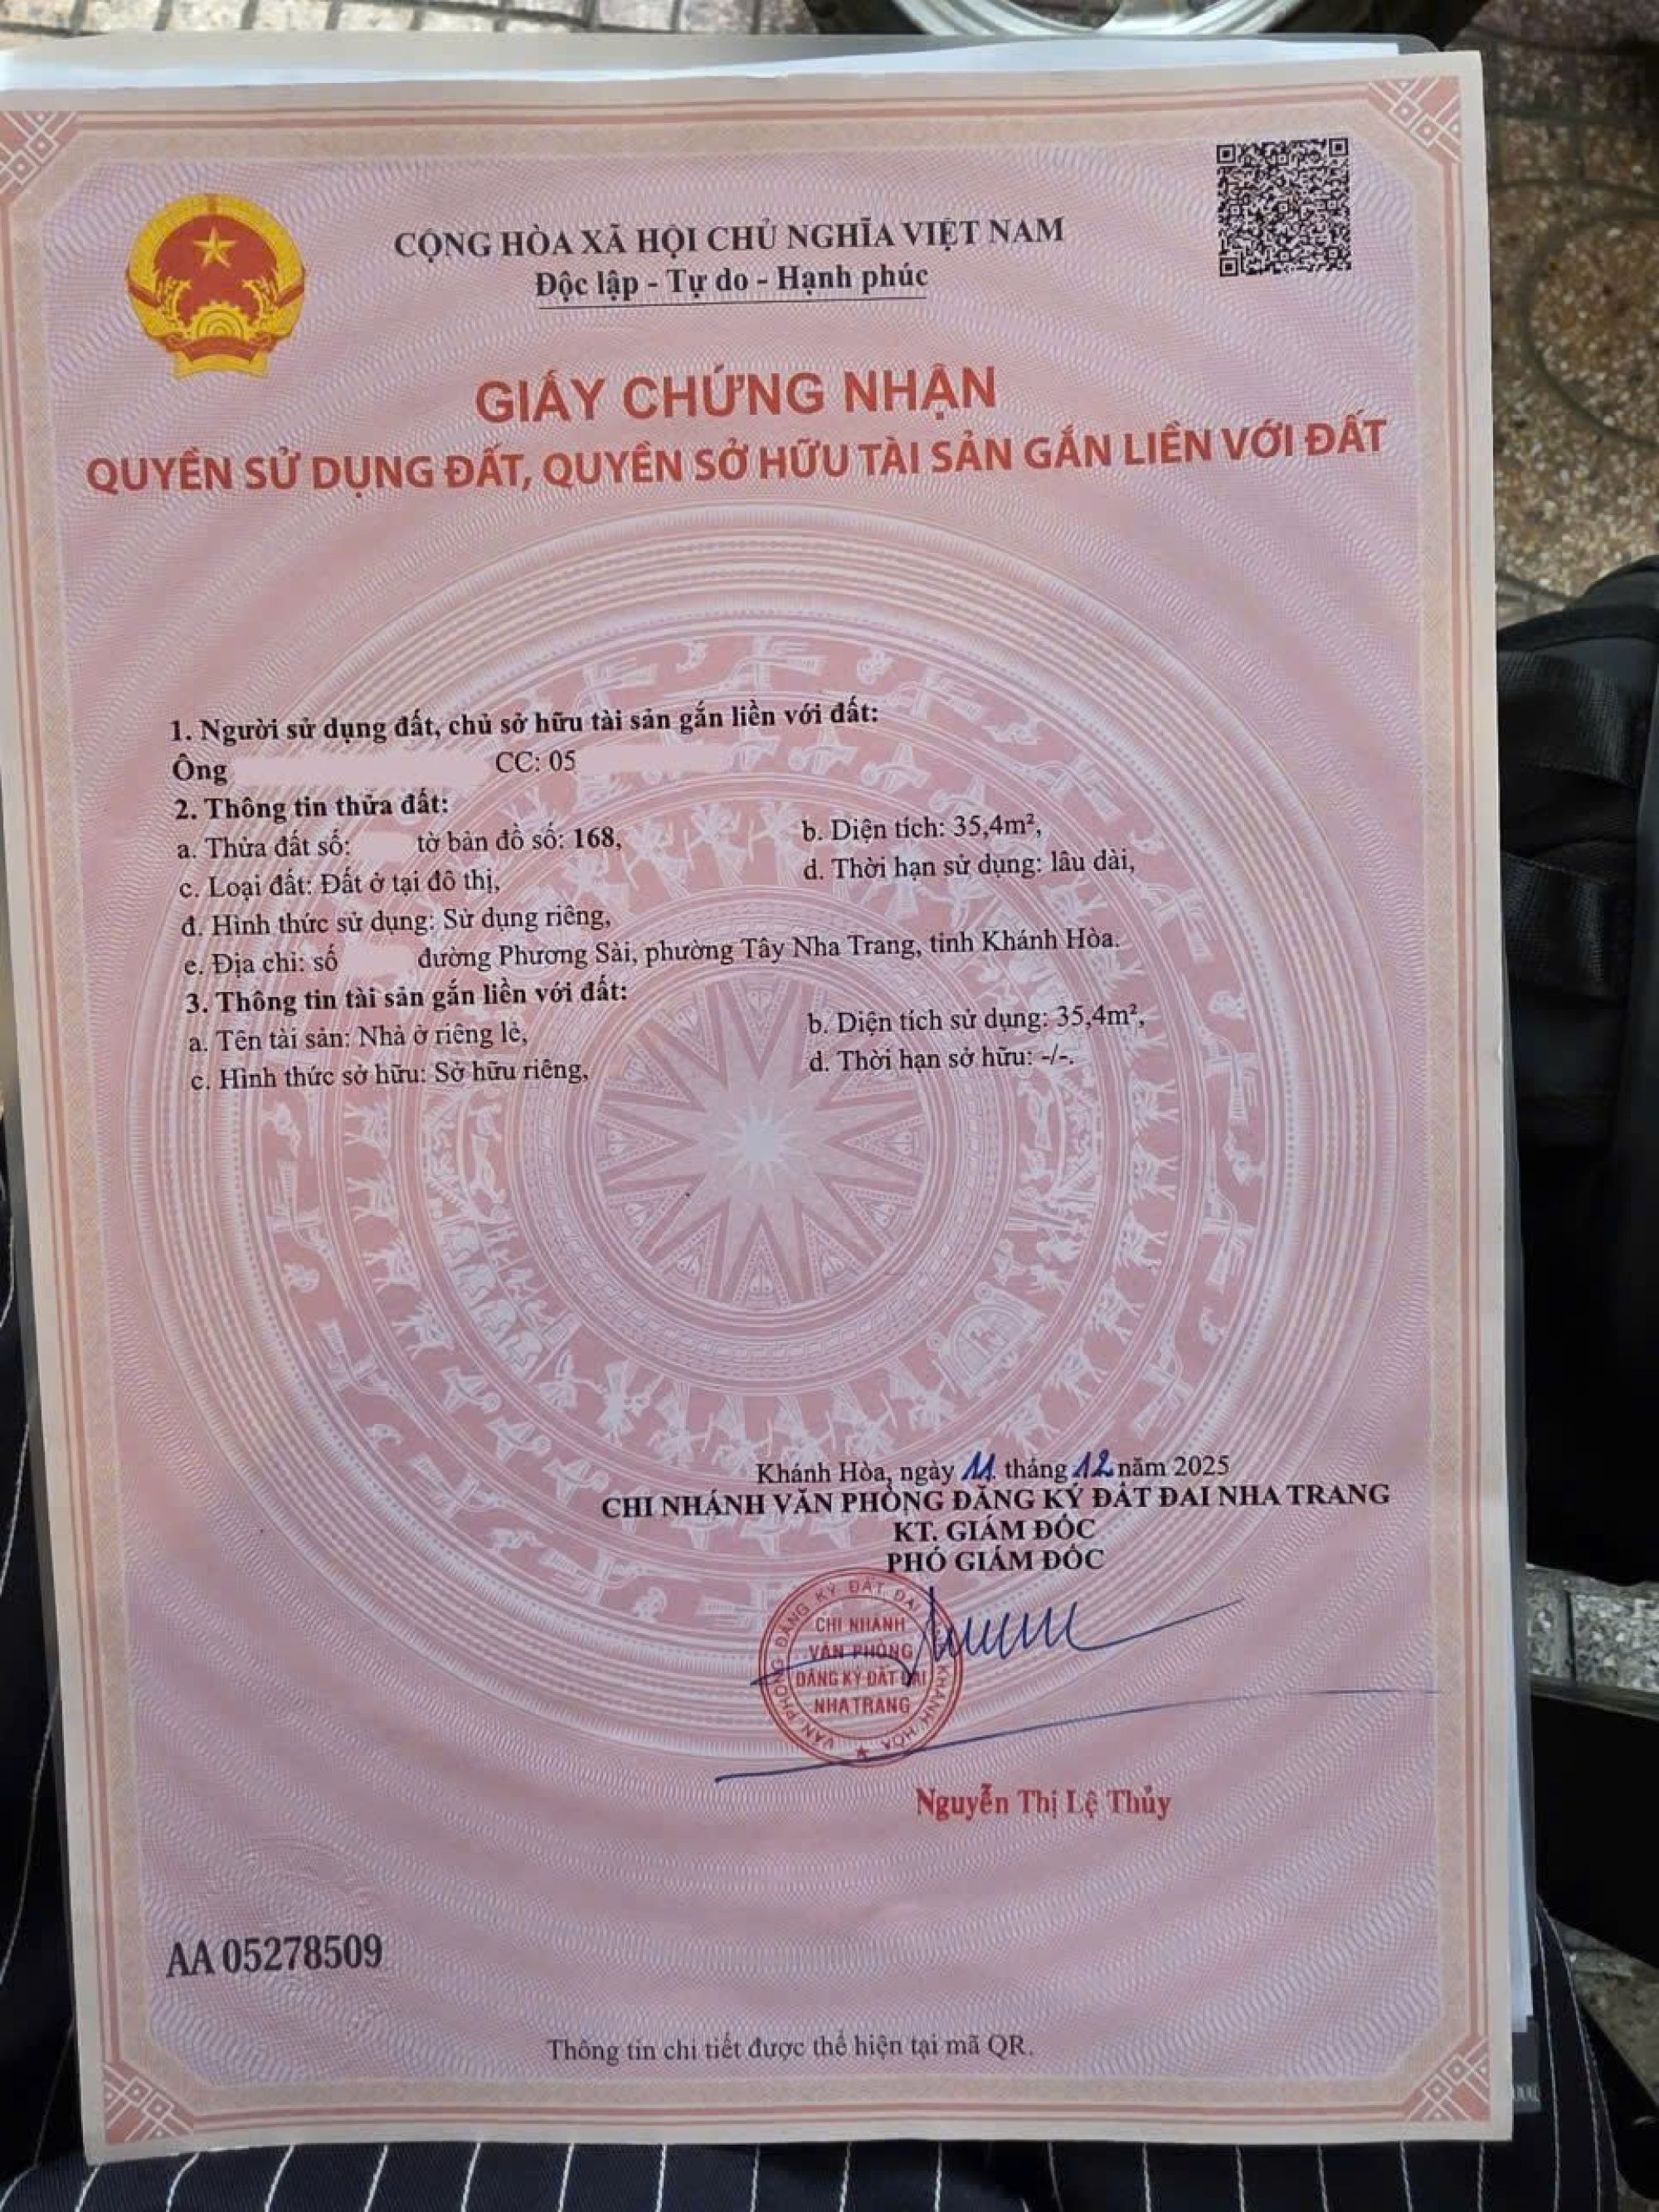 CỘNG HÒA XÃ HỘI CHỦ NGHĨA VIỆT NAM
Độc lập - Tự do - Hạnh phúc
GIẤY CHỨNG NHẬN
QUYỀN SỬ DỤNG ĐẤT, QUYỀN SỞ HỮU TÀI SẢN GẮN LIỀN VỚI ĐẤT
1. Người sử dụng đất, chủ sở hữu tài sản gắn liền với đất:
Ông CC: 05
2. Thông tin thửa đất:
a. Thửa đất số: tờ bản đồ số: 168, b. Diện tích: 35,4m²,
c. Loại đất: Đất ở tại đô thị, d. Thời hạn sử dụng: lâu dài,
đ. Hình thức sử dụng: Sử dụng riêng,
e. Địa chỉ: số đường Phương Sài, phường Tây Nha Trang, tỉnh Khánh Hòa.
3. Thông tin tài sản gắn liền với đất:
a. Tên tài sản: Nhà ở riêng lẻ, b. Diện tích sử dụng: 35,4m²,
c. Hình thức sở hữu: Sở hữu riêng, d. Thời hạn sở hữu: -/-.
Khánh Hòa, ngày 11 tháng 12 năm 2025
CHI NHÁNH VĂN PHÒNG ĐĂNG KÝ ĐẤT ĐAI NHA TRANG
KT. GIÁM ĐỐC
PHÓ GIÁM ĐỐC
VĂN PHÒNG ĐĂNG KÝ ĐẤT ĐAI KHÁNH HÒA
CHI NHÁNH
VĂN PHÒNG
ĐĂNG KÝ ĐẤT ĐAI
NHA TRANG
Nguyễn Thị Lệ Thủy
AA 05278509
Thông tin chi tiết được thể hiện tại mã QR.